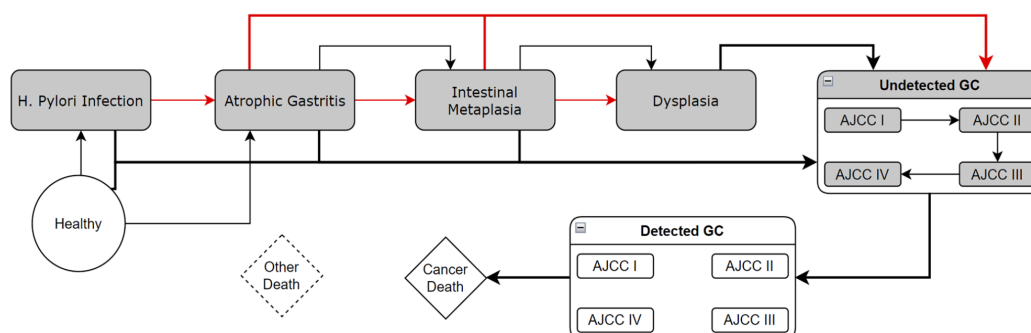 H. Pylori Infection
Atrophic Gastritis
Intestinal
Metaplasia
Dysplasia
Undetected GC
AJCC I
AJCC II
AJCC IV
AJCC III
Healthy
Other
Death
Cancer
Death
Detected GC
AJCC I
AJCC II
AJCC IV
AJCC III